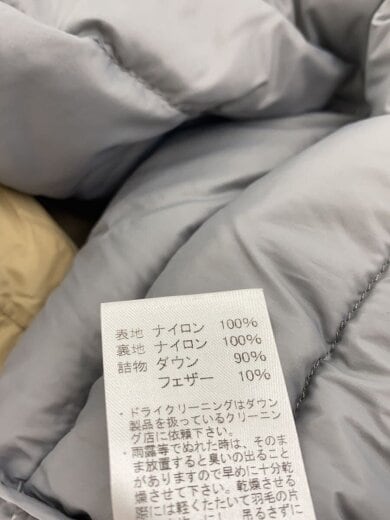 表地 ナイロン 100%
裏地 ナイロン 100%
詰物 ダウン 90%
フェザー 10%
・ドライクリーニングはダウン
製品を扱っているクリーニン
グ店に依頼下さい。
・雨露等でぬれた時は、そのま
ま放置すると臭いの出ること
がありますので早めに十分乾
燥させて下さい。乾燥させる
際には軽くたたいて羽毛の片